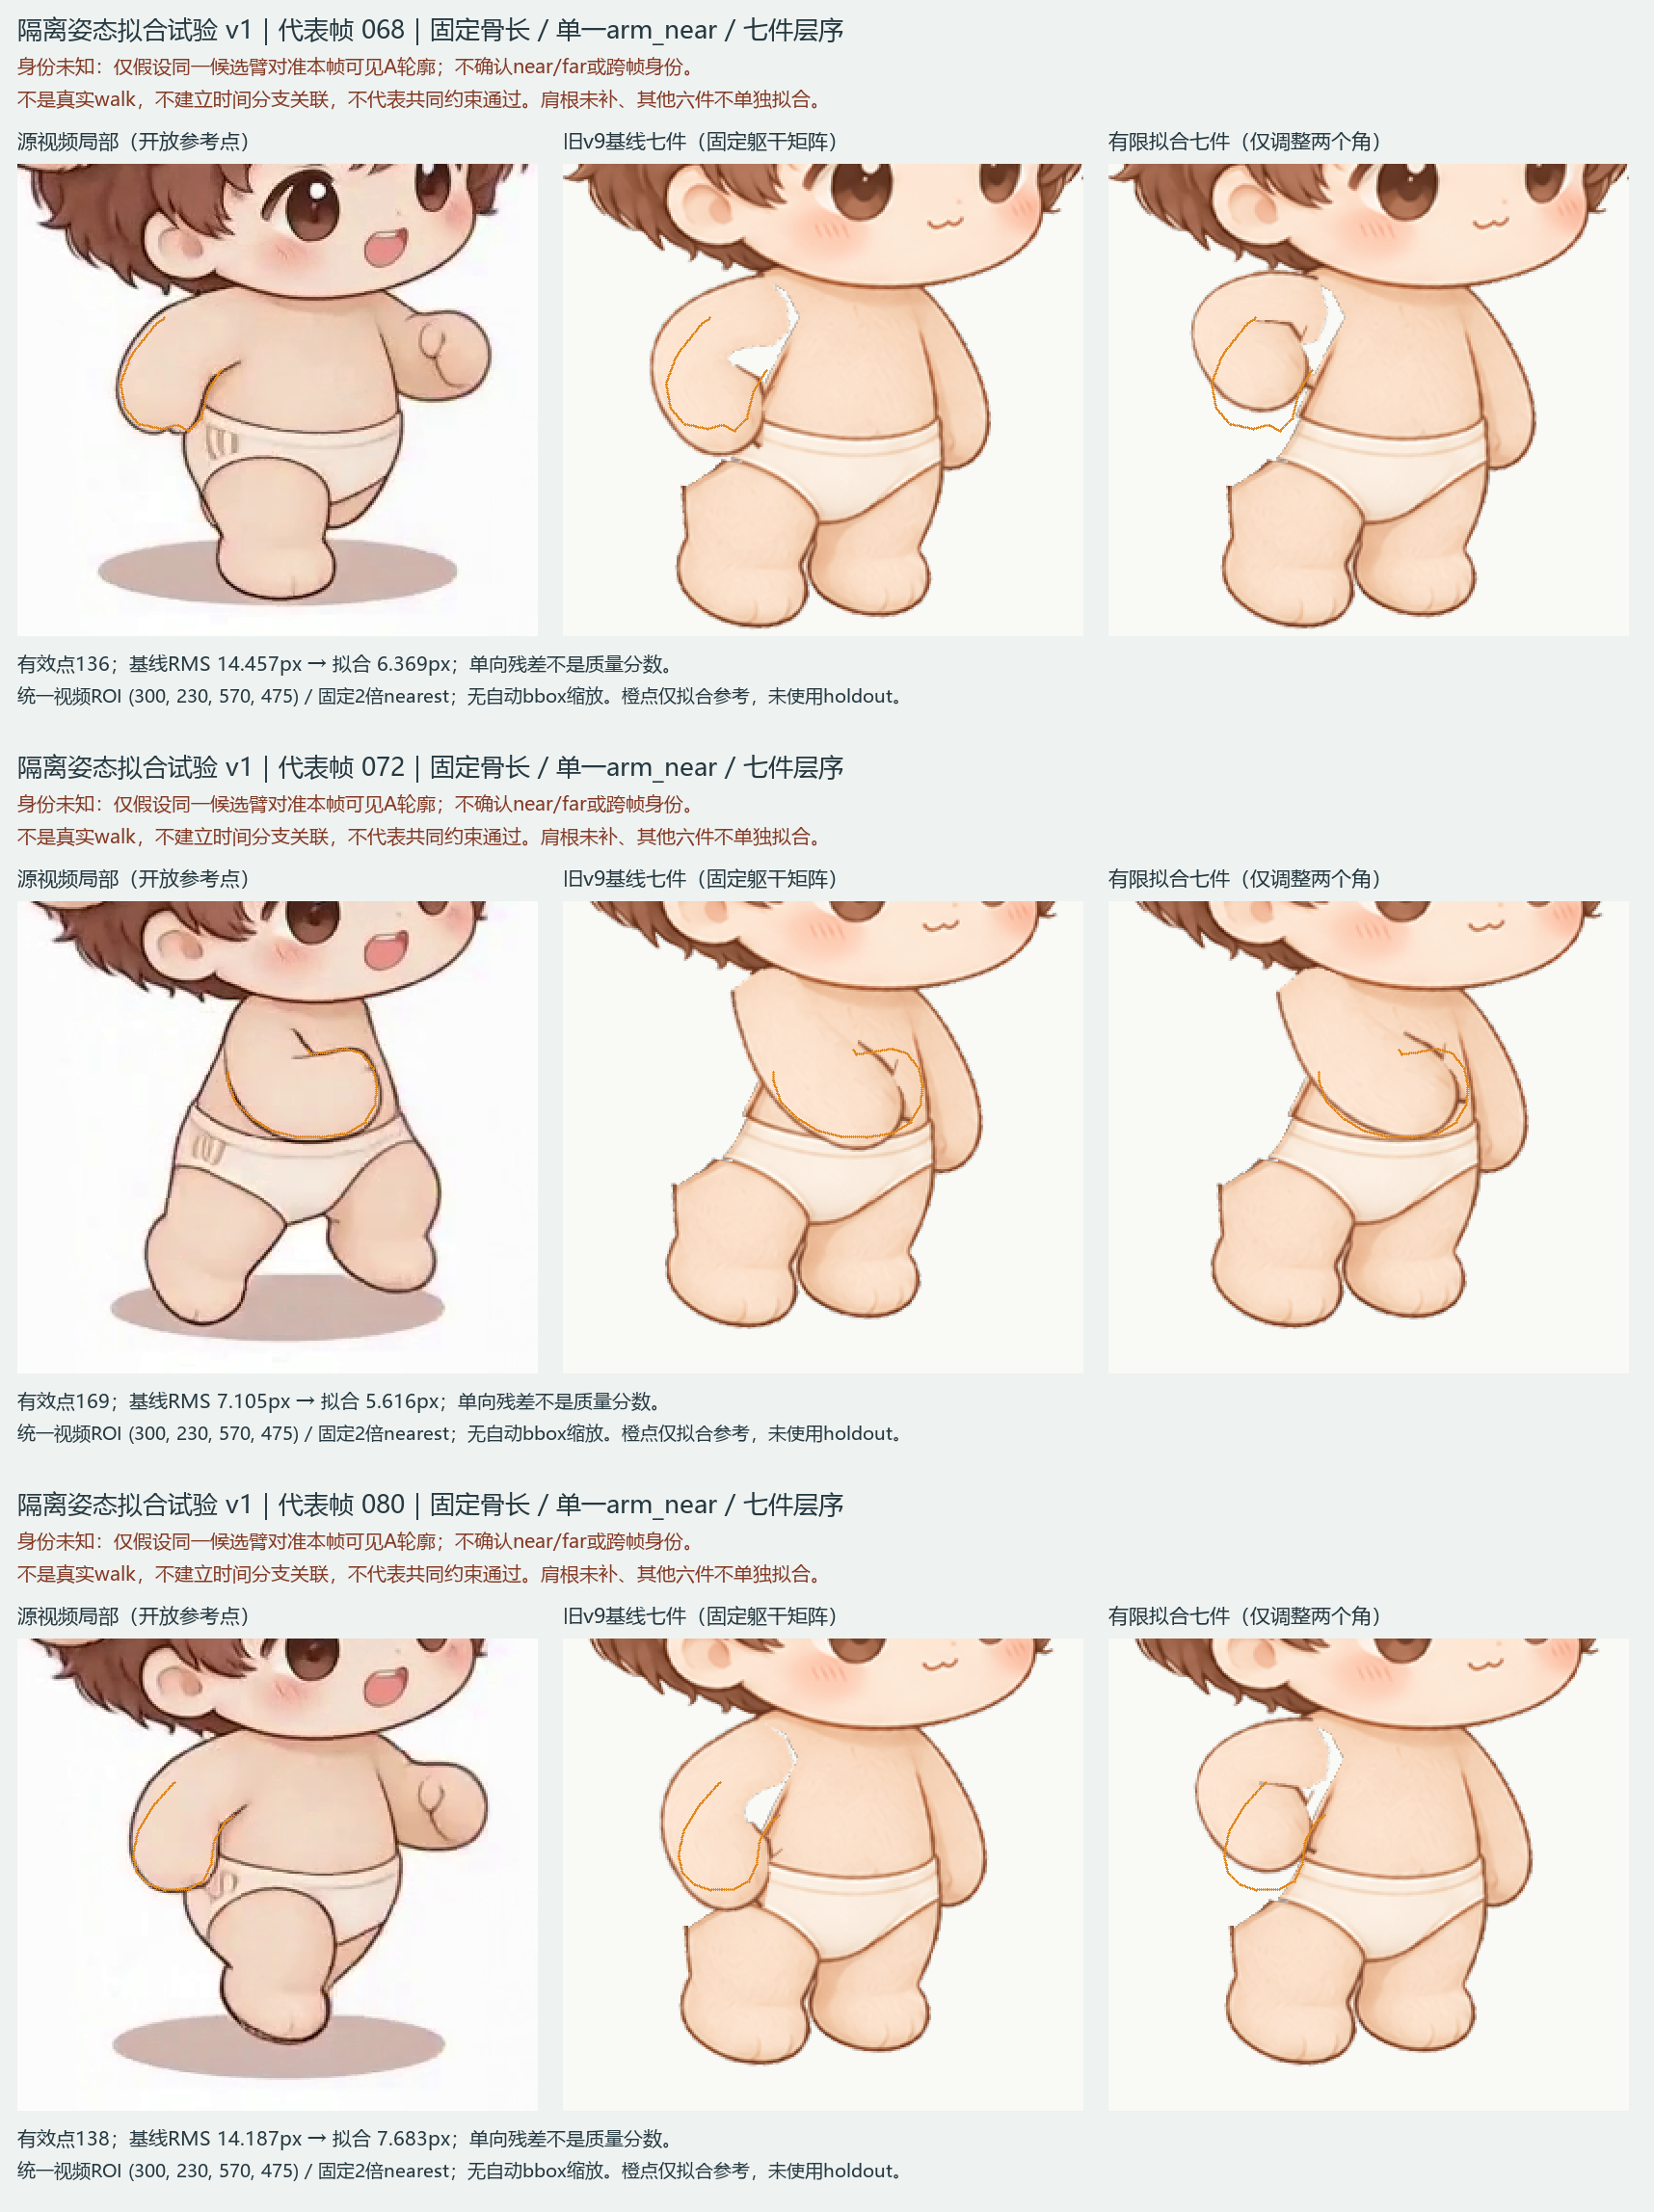 隔离姿态拟合试验 v1 | 代表帧 068 | 固定骨长 / 单一arm_near / 七件层序
身份未知：仅假设同一候选臂对准本帧可见A轮廓；不确认near/far或跨帧身份。
不是真实walk，不建立时间分支关联，不代表共同约束通过。肩根未补、其他六件不单独拟合。
源视频局部（开放参考点） 旧v9基线七件（固定躯干矩阵） 有限拟合七件（仅调整两个角）
有效点136；基线RMS 14.457px → 拟合 6.369px；单向残差不是质量分数。
统一视频ROI (300, 230, 570, 475) / 固定2倍nearest；无自动bbox缩放。橙点仅拟合参考，未使用holdout。
隔离姿态拟合试验 v1 | 代表帧 072 | 固定骨长 / 单一arm_near / 七件层序
身份未知：仅假设同一候选臂对准本帧可见A轮廓；不确认near/far或跨帧身份。
不是真实walk，不建立时间分支关联，不代表共同约束通过。肩根未补、其他六件不单独拟合。
源视频局部（开放参考点） 旧v9基线七件（固定躯干矩阵） 有限拟合七件（仅调整两个角）
有效点169；基线RMS 7.105px → 拟合 5.616px；单向残差不是质量分数。
统一视频ROI (300, 230, 570, 475) / 固定2倍nearest；无自动bbox缩放。橙点仅拟合参考，未使用holdout。
隔离姿态拟合试验 v1 | 代表帧 080 | 固定骨长 / 单一arm_near / 七件层序
身份未知：仅假设同一候选臂对准本帧可见A轮廓；不确认near/far或跨帧身份。
不是真实walk，不建立时间分支关联，不代表共同约束通过。肩根未补、其他六件不单独拟合。
源视频局部（开放参考点） 旧v9基线七件（固定躯干矩阵） 有限拟合七件（仅调整两个角）
有效点138；基线RMS 14.187px → 拟合 7.683px；单向残差不是质量分数。
统一视频ROI (300, 230, 570, 475) / 固定2倍nearest；无自动bbox缩放。橙点仅拟合参考，未使用holdout。